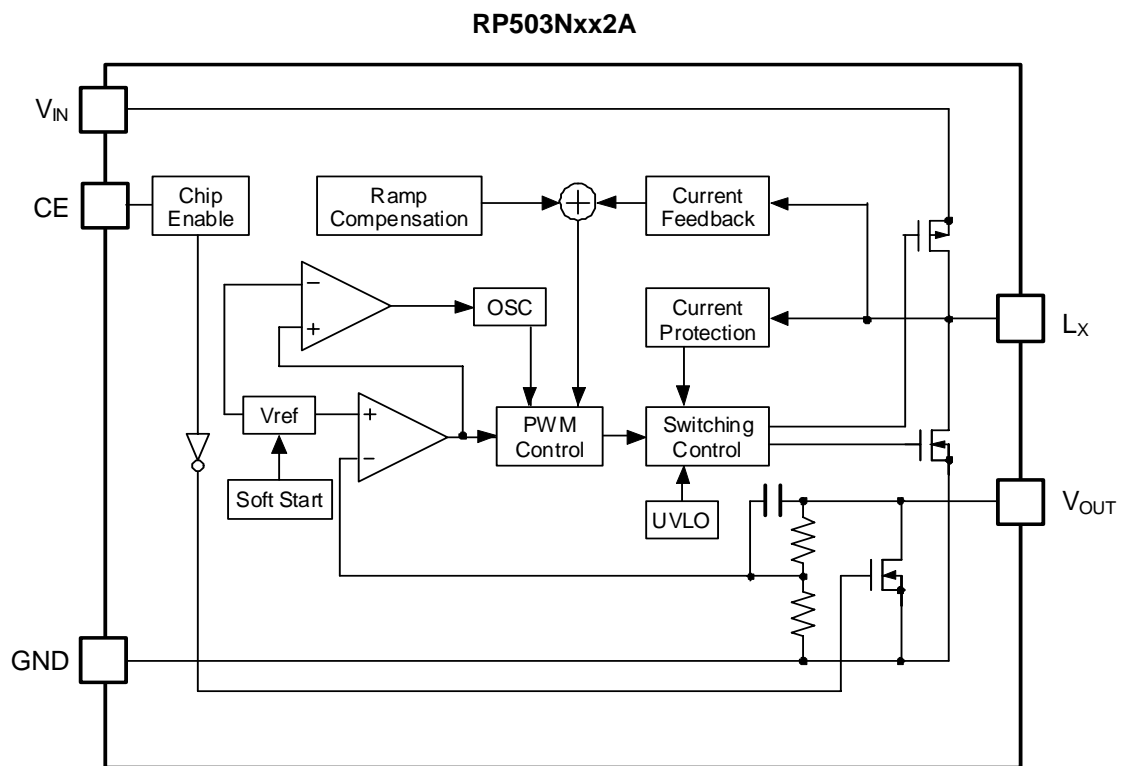 RP503Nxx2A
VIN
CE
Chip
Enable
Ramp
Compensation
+
Current
Feedback
−
+
OSC
Current
Protection
LX
Vref
+
−
PWM
Control
Switching
Control
Soft Start
UVLO
VOUT
GND